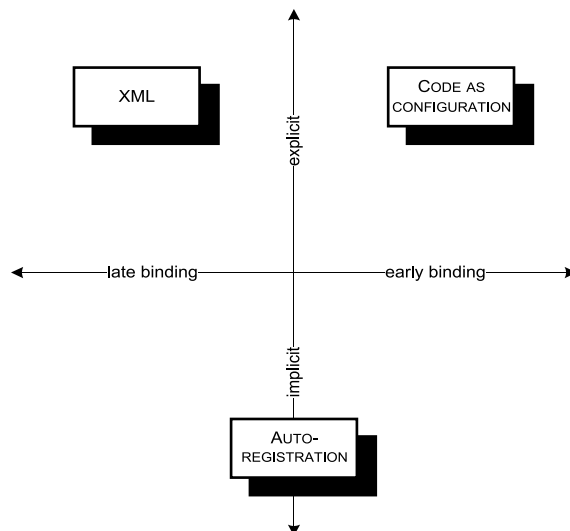 XML
CODE AS
CONFIGURATION
explicit
late binding
early binding
implicit
AUTO-
REGISTRATION